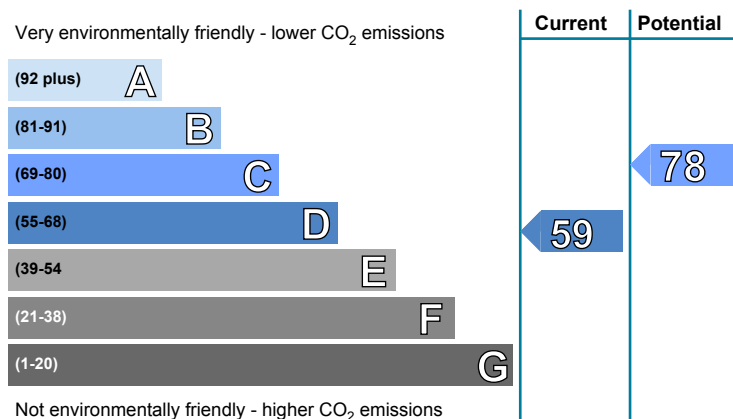 Very environmentally friendly - lower CO2 emissions
Current
Potential
(92 plus) A
(81-91) B
(69-80) C
78
(55-68) D
59
(39-54 E
(21-38) F
(1-20) G
Not environmentally friendly - higher CO2 emissions